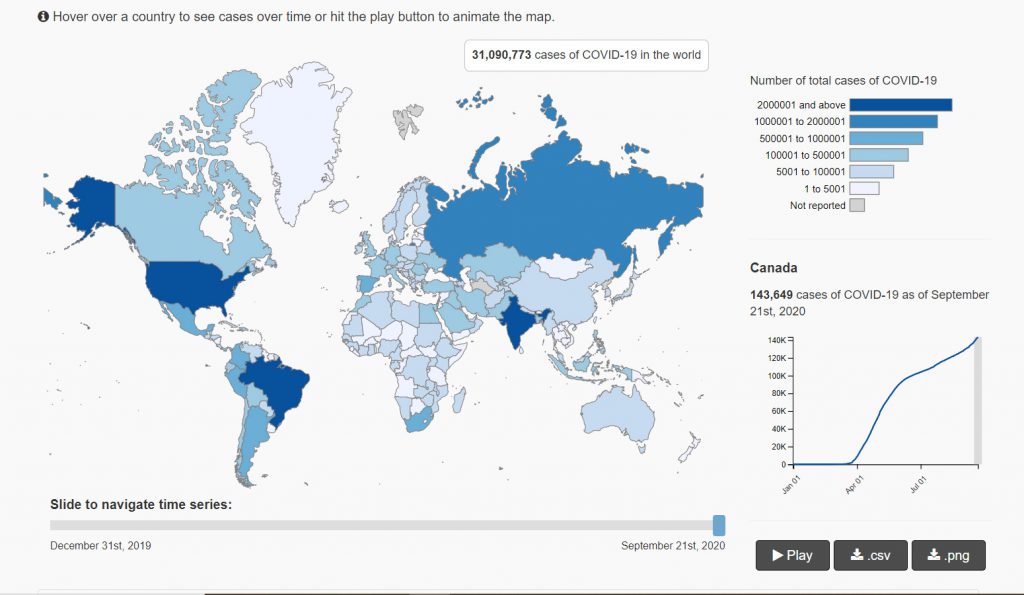 Hover over a country to see cases over time or hit the play button to animate the map.
31,090,773 cases of COVID-19 in the world
Number of total cases of COVID-19
2000001 and above
1000001 to 2000001
500001 to 1000001
100001 to 500001
5001 to 100001
1 to 5001
Not reported
Canada
143,649 cases of COVID-19 as of September
21st, 2020
140K
120K
100K
80K
60K
40K
20K
0
Jan 01
Apr 01
Jul 01
Slide to navigate time series:
December 31st, 2019
September 21st, 2020
Play
.csv
.png